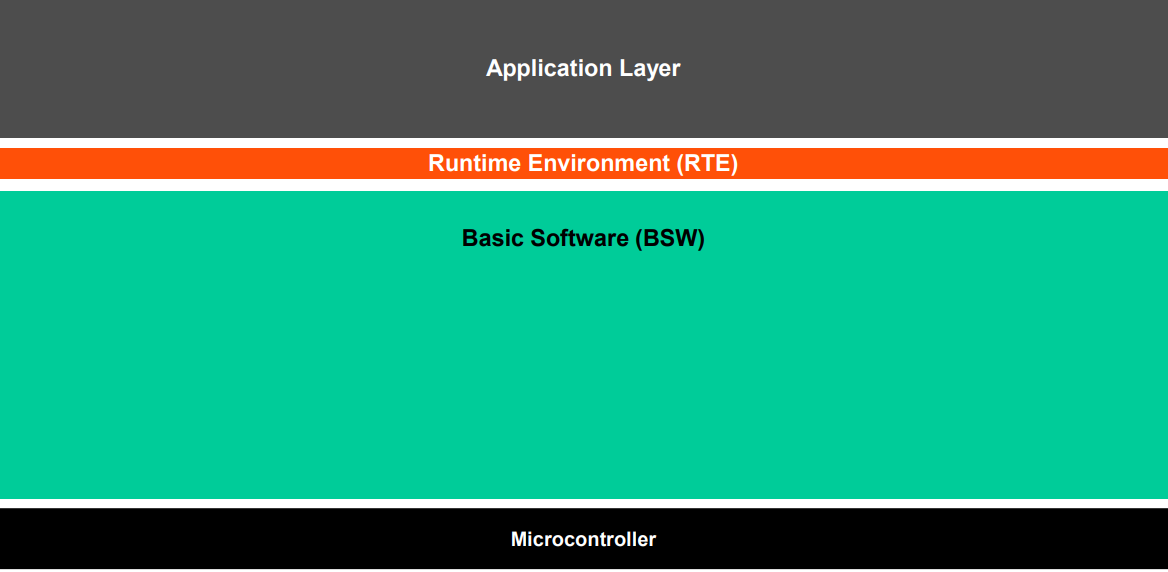 Application Layer
Runtime Environment (RTE)
Basic Software (BSW)
Microcontroller